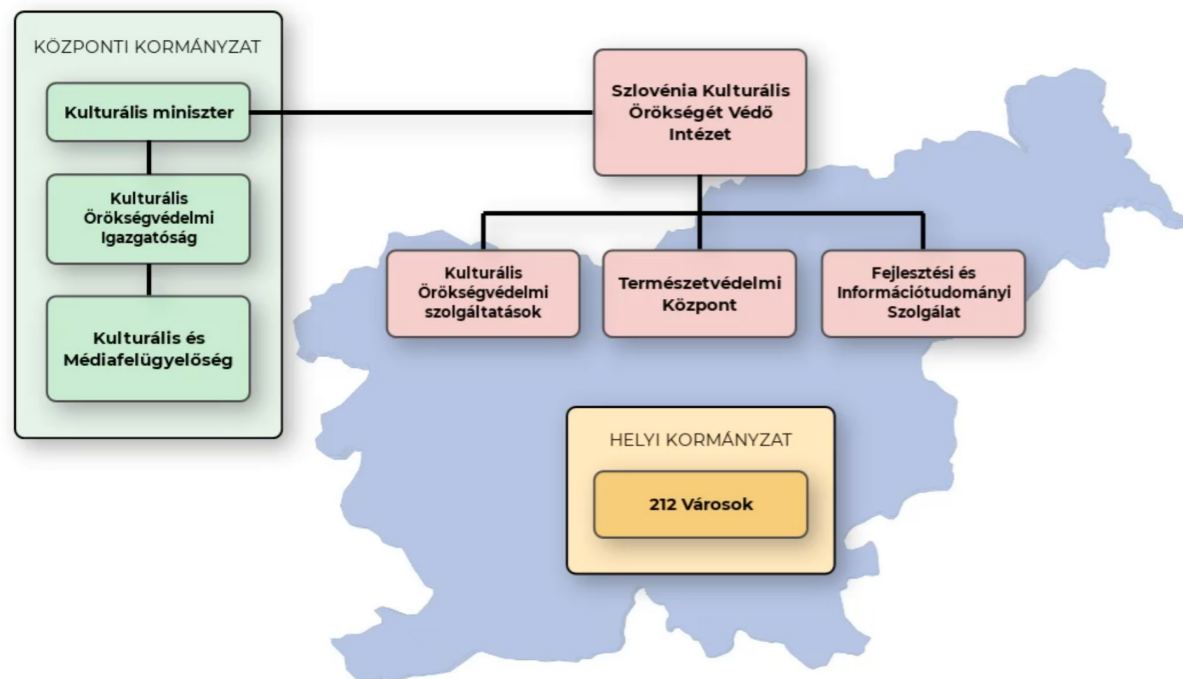 KÖZPONTI KORMÁNYZAT
Kulturális miniszter
Kulturális
Örökségvédelmi
Igazgatóság
Kulturális és
Médiafelügyelőség
Szlovénia Kulturális
Örökségét Védő
Intézet
Kulturális
Örökségvédelmi
szolgáltatások
Természetvédelmi
Központ
Fejlesztési és
Információtudományi
Szolgálat
HELYI KORMÁNYZAT
212 Városok